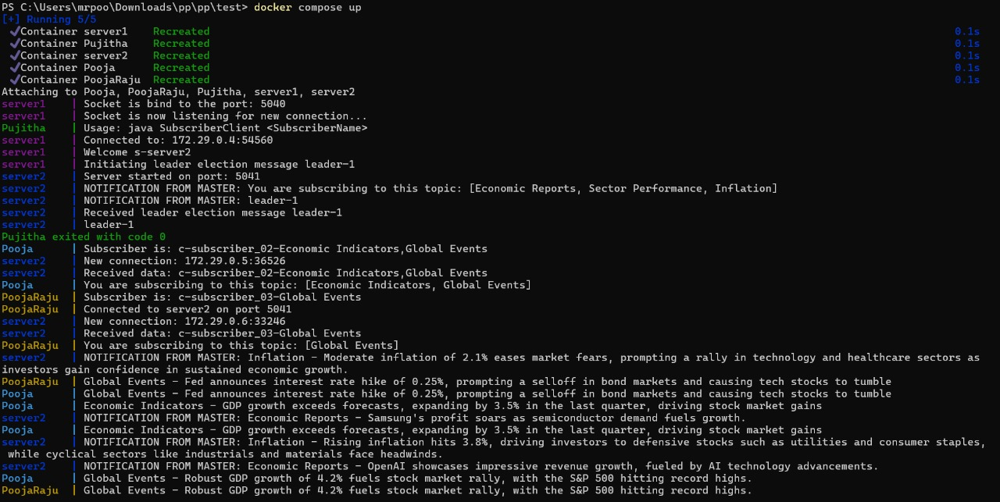 PS C:\Users\mrpoo\Downloads\pp\pp\test> docker compose up
[+] Running 5/5
✔Container server1    Recreated    0.1s
✔Container Pujitha    Recreated    0.1s
✔Container server2    Recreated    0.1s
✔Container Pooja      Recreated    0.1s
✔Container PoojaRaju  Recreated    0.1s
Attaching to Pooja, PoojaRaju, Pujitha, server1, server2
server1    | Socket is bind to the port: 5040
server1    | Socket is now listening for new connection...
Pujitha    | Usage: java SubscriberClient <SubscriberName>
server1    | Connected to: 172.29.0.4:54560
server1    | Welcome s-server2
server1    | Initiating leader election message leader-1
server2    | Server started on port: 5041
server2    | NOTIFICATION FROM MASTER: You are subscribing to this topic: [Economic Reports, Sector Performance, Inflation]
server2    | NOTIFICATION FROM MASTER: leader-1
server2    | Received leader election message leader-1
server2    | leader-1
Pujitha exited with code 0
Pooja      | Subscriber is: c-subscriber_02-Economic Indicators,Global Events
server2    | New connection: 172.29.0.5:36526
server2    | Received data: c-subscriber_02-Economic Indicators,Global Events
Pooja      | You are subscribing to this topic: [Economic Indicators, Global Events]
PoojaRaju  | Subscriber is: c-subscriber_03-Global Events
PoojaRaju  | Connected to server2 on port 5041
server2    | New connection: 172.29.0.6:33246
server2    | Received data: c-subscriber_03-Global Events
PoojaRaju  | You are subscribing to this topic: [Global Events]
server2    | NOTIFICATION FROM MASTER: Inflation - Moderate inflation of 2.1% eases market fears, prompting a rally in technology and healthcare sectors as
investors gain confidence in sustained economic growth.
PoojaRaju  | Global Events - Fed announces interest rate hike of 0.25%, prompting a selloff in bond markets and causing tech stocks to tumble
Pooja      | Global Events - Fed announces interest rate hike of 0.25%, prompting a selloff in bond markets and causing tech stocks to tumble
Pooja      | Economic Indicators - GDP growth exceeds forecasts, expanding by 3.5% in the last quarter, driving stock market gains
server2    | NOTIFICATION FROM MASTER: Economic Reports - Samsung's profit soars as semiconductor demand fuels growth.
Pooja      | Economic Indicators - GDP growth exceeds forecasts, expanding by 3.5% in the last quarter, driving stock market gains
server2    | NOTIFICATION FROM MASTER: Inflation - Rising inflation hits 3.8%, driving investors to defensive stocks such as utilities and consumer staples,
while cyclical sectors like industrials and materials face headwinds.
server2    | NOTIFICATION FROM MASTER: Economic Reports - OpenAI showcases impressive revenue growth, fueled by AI technology advancements.
Pooja      | Global Events - Robust GDP growth of 4.2% fuels stock market rally, with the S&P 500 hitting record highs.
PoojaRaju  | Global Events - Robust GDP growth of 4.2% fuels stock market rally, with the S&P 500 hitting record highs.